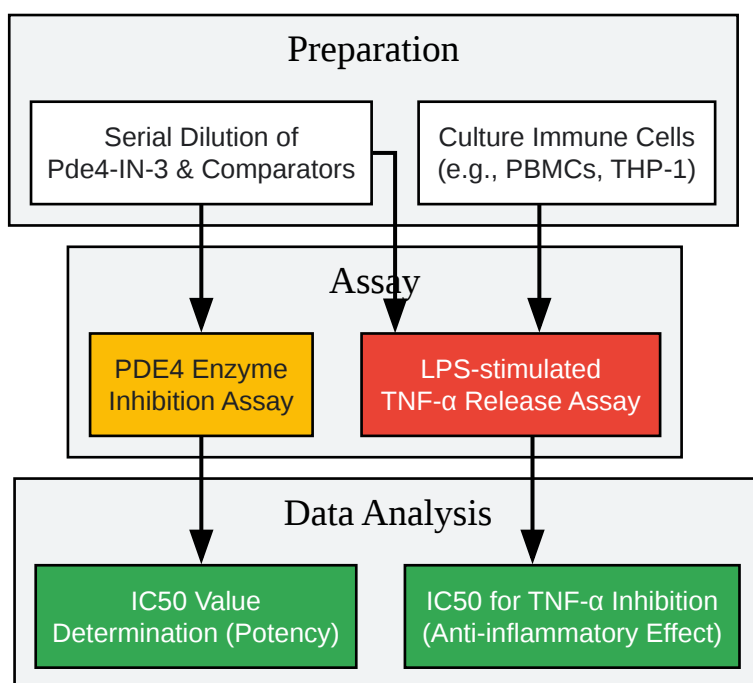 Preparation
Serial Dilution of
Pde4-IN-3 & Comparators
Culture Immune Cells
(e.g., PBMCs, THP-1)
Assay
PDE4 Enzyme
Inhibition Assay
LPS-stimulated
TNF-α Release Assay
Data Analysis
IC50 Value
Determination (Potency)
IC50 for TNF-α Inhibition
(Anti-inflammatory Effect)